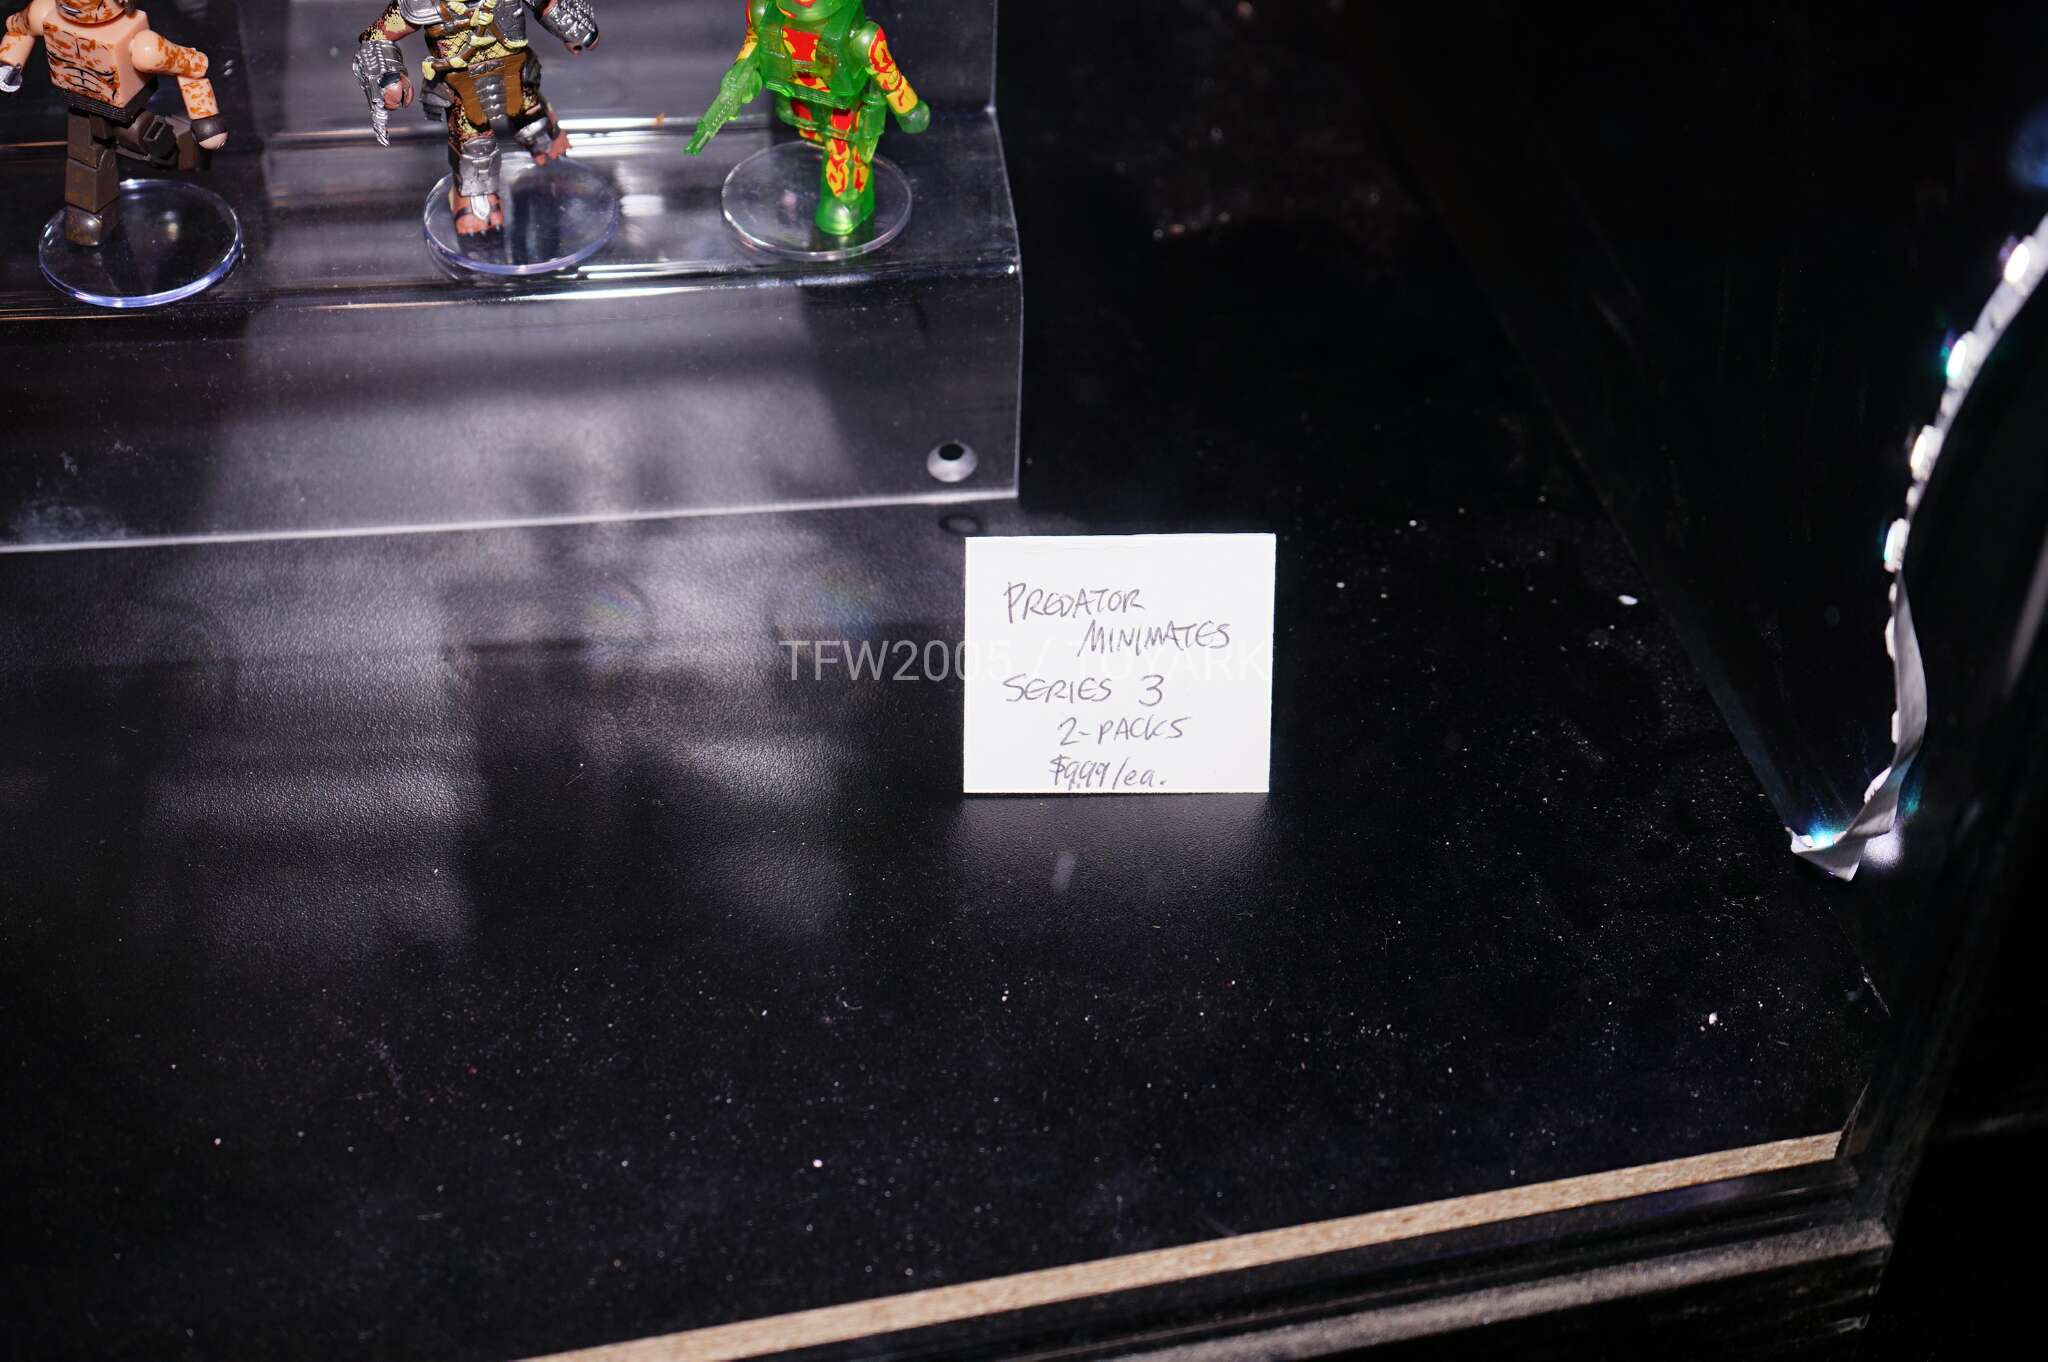 PREDATOR
MINIMATES
TFW2005 / TOYARK
SERIES 3
2-PACKS
$9.99/ea.